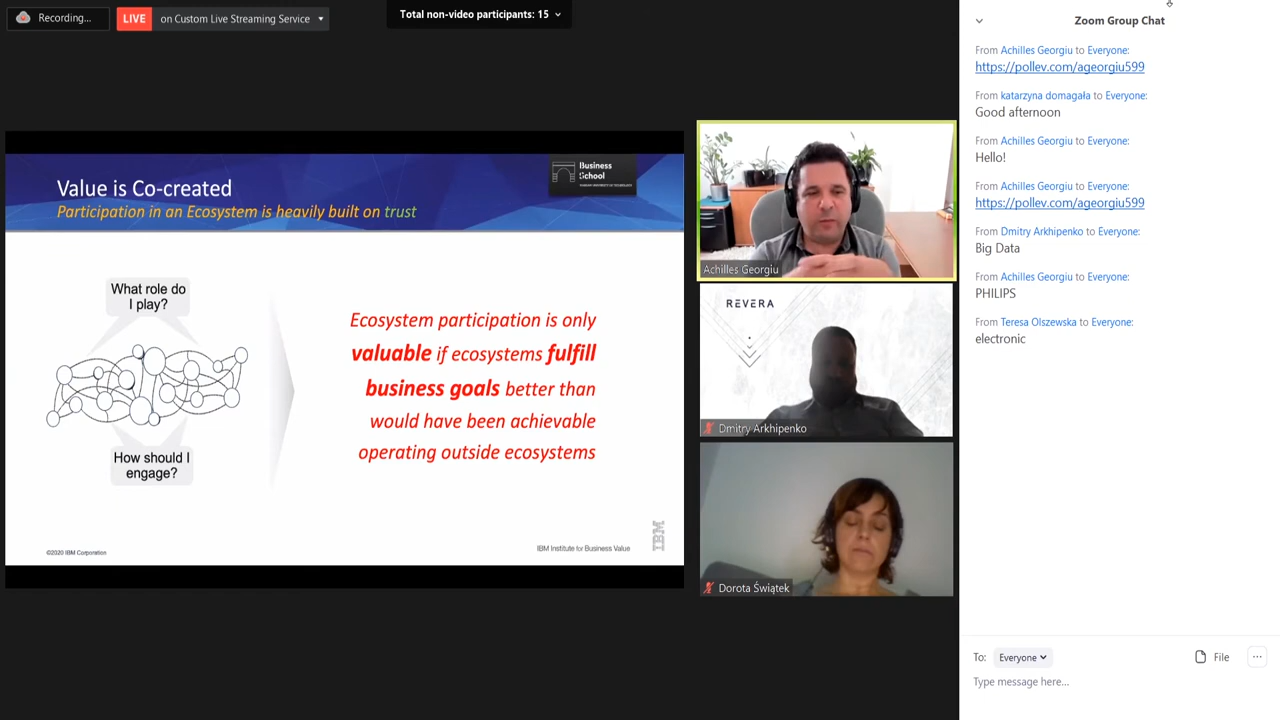 Recording...
LIVE
on Custom Live Streaming Service
Total non-video participants: 15
Value is Co-created
Participation in an Ecosystem is heavily built on trust
Business
School
What role do
I play?
How should I
engage?
Ecosystem participation is only
valuable if ecosystems fulfill
business goals better than
would have been achievable
operating outside ecosystems
©2020 IBM Corporation
IBM Institute for Business Value
IBM
Achilles Georgiu
REVERA
Dmitry Arkhipenko
Dorota Świątek
Zoom Group Chat
From Achilles Georgiu to Everyone:
https://pollev.com/ageorgiu599
From katarzyna domagała to Everyone:
Good afternoon
From Achilles Georgiu to Everyone:
Hello!
From Achilles Georgiu to Everyone:
https://pollev.com/ageorgiu599
From Dmitry Arkhipenko to Everyone:
Big Data
From Achilles Georgiu to Everyone:
PHILIPS
From Teresa Olszewska to Everyone:
electronic
To: Everyone
File
Type message here...